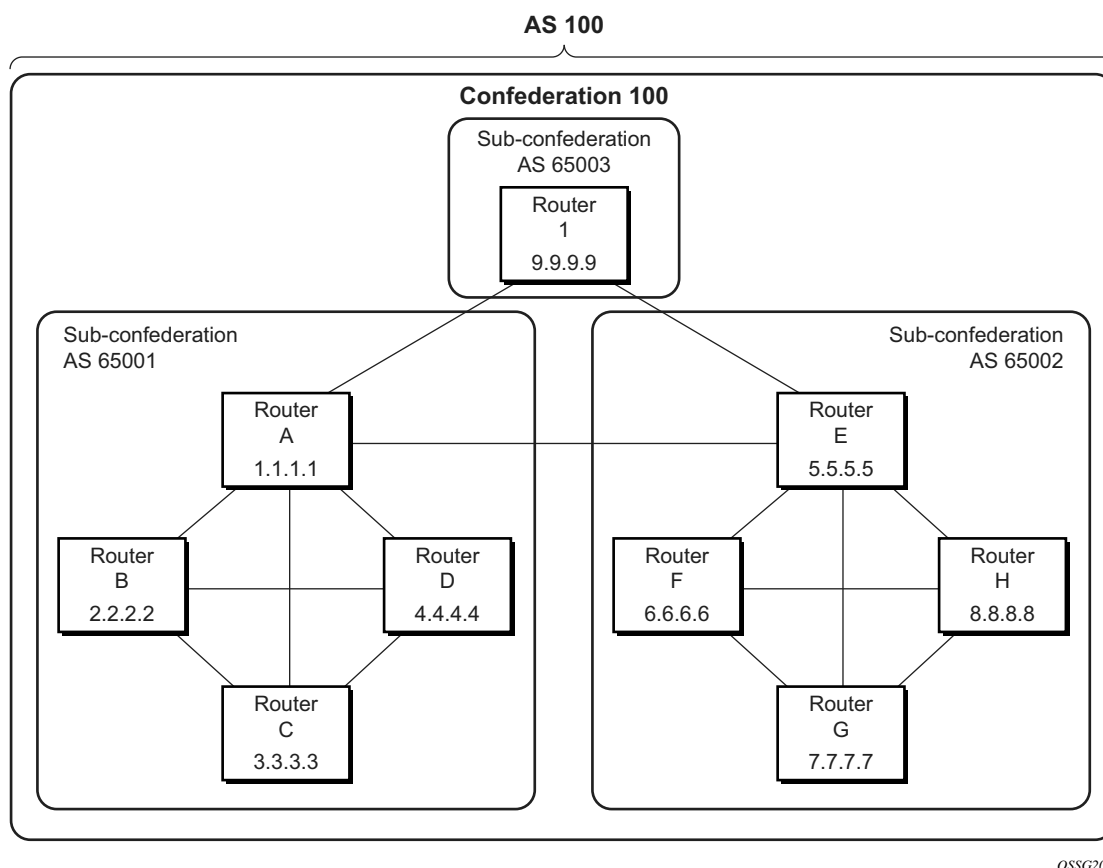 AS 100
Confederation 100
Sub-confederation
AS 65003
Router
1
9.9.9.9
Sub-confederation
AS 65001
Sub-confederation
AS 65002
Router
A
1.1.1.1
Router
E
5.5.5.5
Router
B
2.2.2.2
Router
D
4.4.4.4
Router
F
6.6.6.6
Router
H
8.8.8.8
Router
C
3.3.3.3
Router
G
7.7.7.7